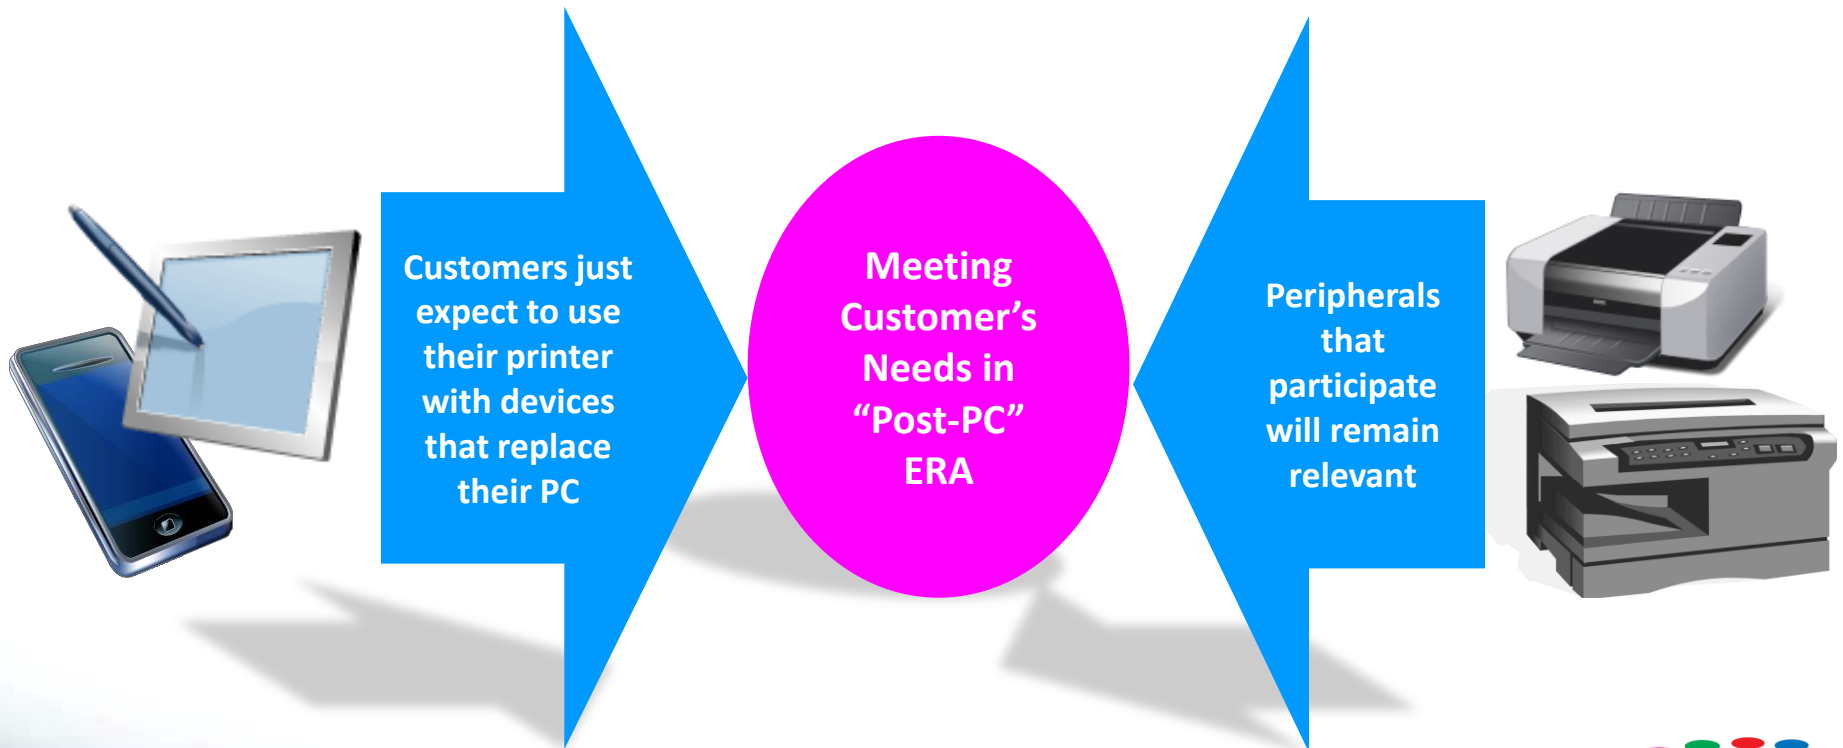 Customers just
expect to use
their printer
with devices
that replace
their PC
Meeting
Customer’s
Needs in
“Post-PC”
ERA
Peripherals
that
participate
will remain
relevant